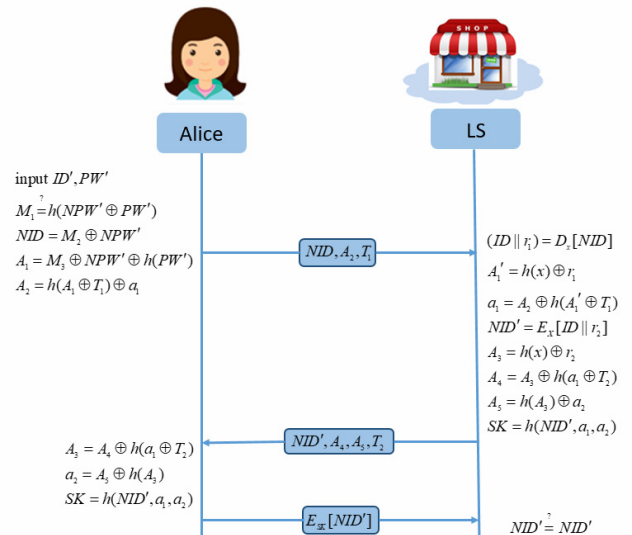 SHOP
Alice
LS
input ID′, PW′
M₁ ≟ h(NPW′ ⊕ PW′)
NID = M₂ ⊕ NPW′
A₁ = M₃ ⊕ NPW′ ⊕ h(PW′)
A₂ = h(A₁ ⊕ T₁) ⊕ a₁
NID, A₂, T₁
(ID || r₁) = Dₓ[NID]
A₁′ = h(x) ⊕ r₁
a₁ = A₂ ⊕ h(A₁′ ⊕ T₁)
NID′ = Eₓ[ID || r₂]
A₃ = h(x) ⊕ r₂
A₄ = A₃ ⊕ h(a₁ ⊕ T₂)
A₅ = h(A₃) ⊕ a₂
SK = h(NID′, a₁, a₂)
NID′, A₄, A₅, T₂
A₃ = A₄ ⊕ h(a₁ ⊕ T₂)
a₂ = A₅ ⊕ h(A₃)
SK = h(NID′, a₁, a₂)
E_SK[NID′]
NID′ ≟ NID′